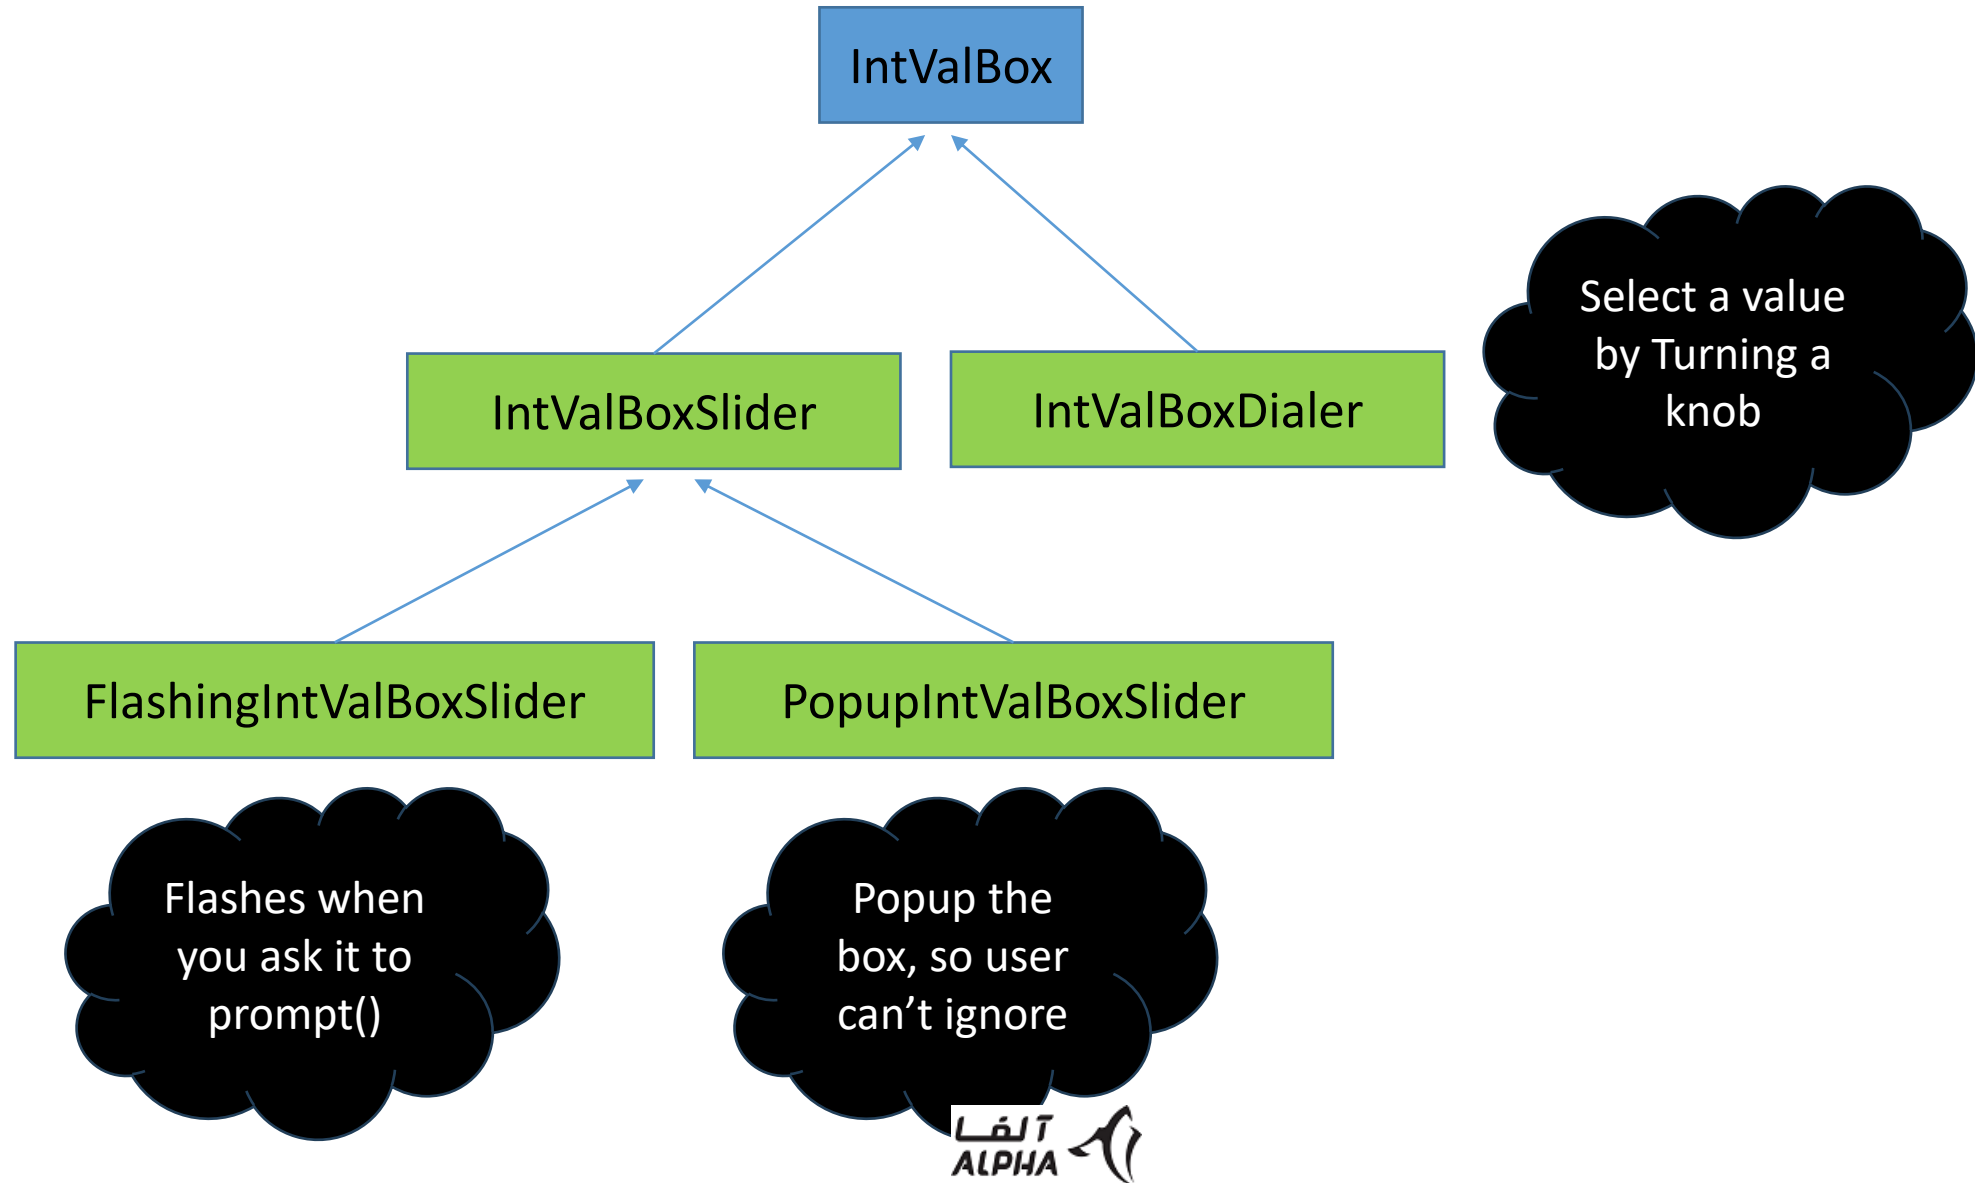 IntValBox
Select a value
by Turning a
knob
IntValBoxSlider
IntValBoxDialer
FlashingIntValBoxSlider
PopupIntValBoxSlider
Flashes when
you ask it to
prompt()
Popup the
box, so user
can’t ignore
آلفا
ALPHA